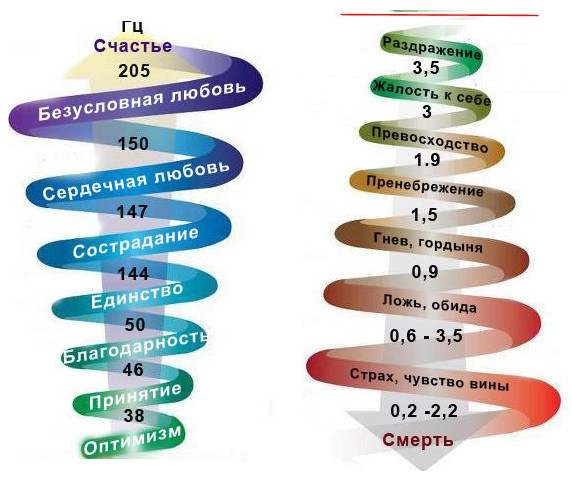 Гц
Счастье
205
Безусловная любовь
150
Сердечная любовь
147
Сострадание
144
Единство
50
Благодарность
46
Принятие
38
Оптимизм
Раздражение
3,5
Жалость к себе
3
Превосходство
1.9
Пренебрежение
1,5
Гнев, гордыня
0,9
Ложь, обида
0,6 - 3,5
Страх, чувство вины
0,2 -2,2
Смерть